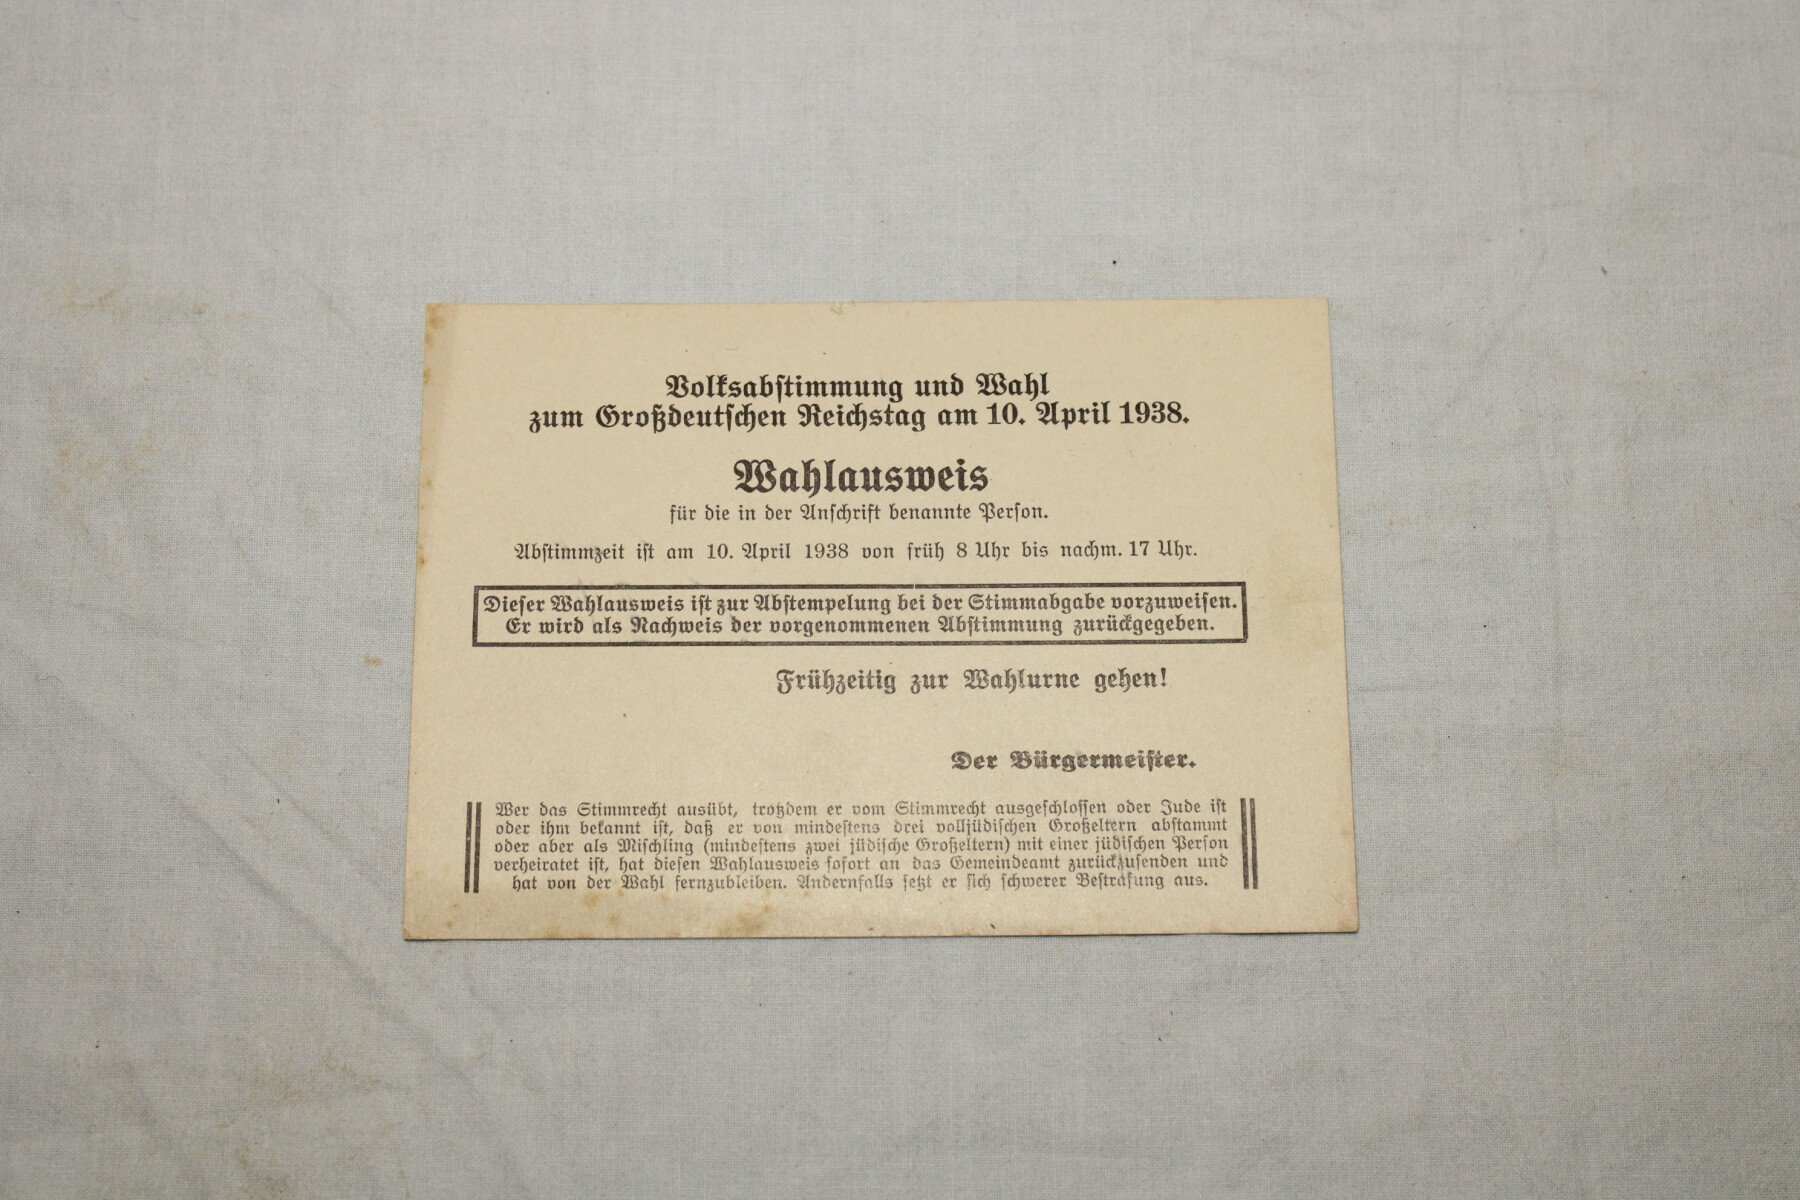 Volksabstimmung und Wahl
zum Großdeutschen Reichstag am 10. April 1938.
Wahlausweis
für die in der Anschrift benannte Person.
Abstimmzeit ist am 10. April 1938 von früh 8 Uhr bis nachm. 17 Uhr.
Dieser Wahlausweis ist zur Abstempelung bei der Stimmabgabe vorzuweisen.
Er wird als Nachweis der vorgenommenen Abstimmung zurückgegeben.
Frühzeitig zur Wahlurne gehen!
Der Bürgermeister.
Wer das Stimmrecht ausübt, trotzdem er vom Stimmrecht ausgeschlossen oder Jude ist
oder ihm bekannt ist, daß er von mindestens drei volljüdischen Großeltern abstammt
oder aber als Mischling (mindestens zwei jüdische Großeltern) mit einer jüdischen Person
verheiratet ist, hat diesen Wahlausweis sofort an das Gemeindeamt zurückzusenden und
hat von der Wahl fernzubleiben. Andernfalls setzt er sich schwerer Bestrafung aus.